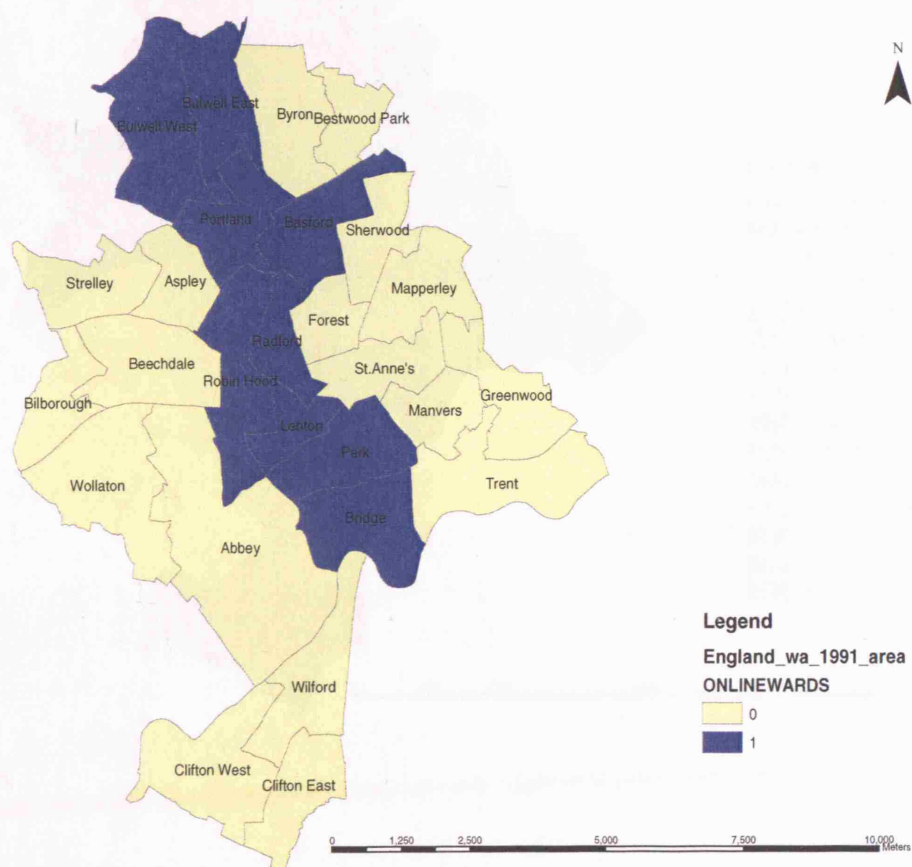 N
Bulwell East
Byron
Bestwood Park
Bulwell West
Portland
Basford
Sherwood
Strelley
Aspley
Mapperley
Forest
Radford
Beechdale
St.Anne's
Robin Hood
Greenwood
Bilborough
Manvers
Lenton
Park
Wollaton
Trent
Bridge
Abbey
Legend
England_wa_1991_area
ONLINEWARDS
Wilford
0
1
Clifton West
Clifton East
0 1,250 2,500 5,000 7,500 10,000
Meters